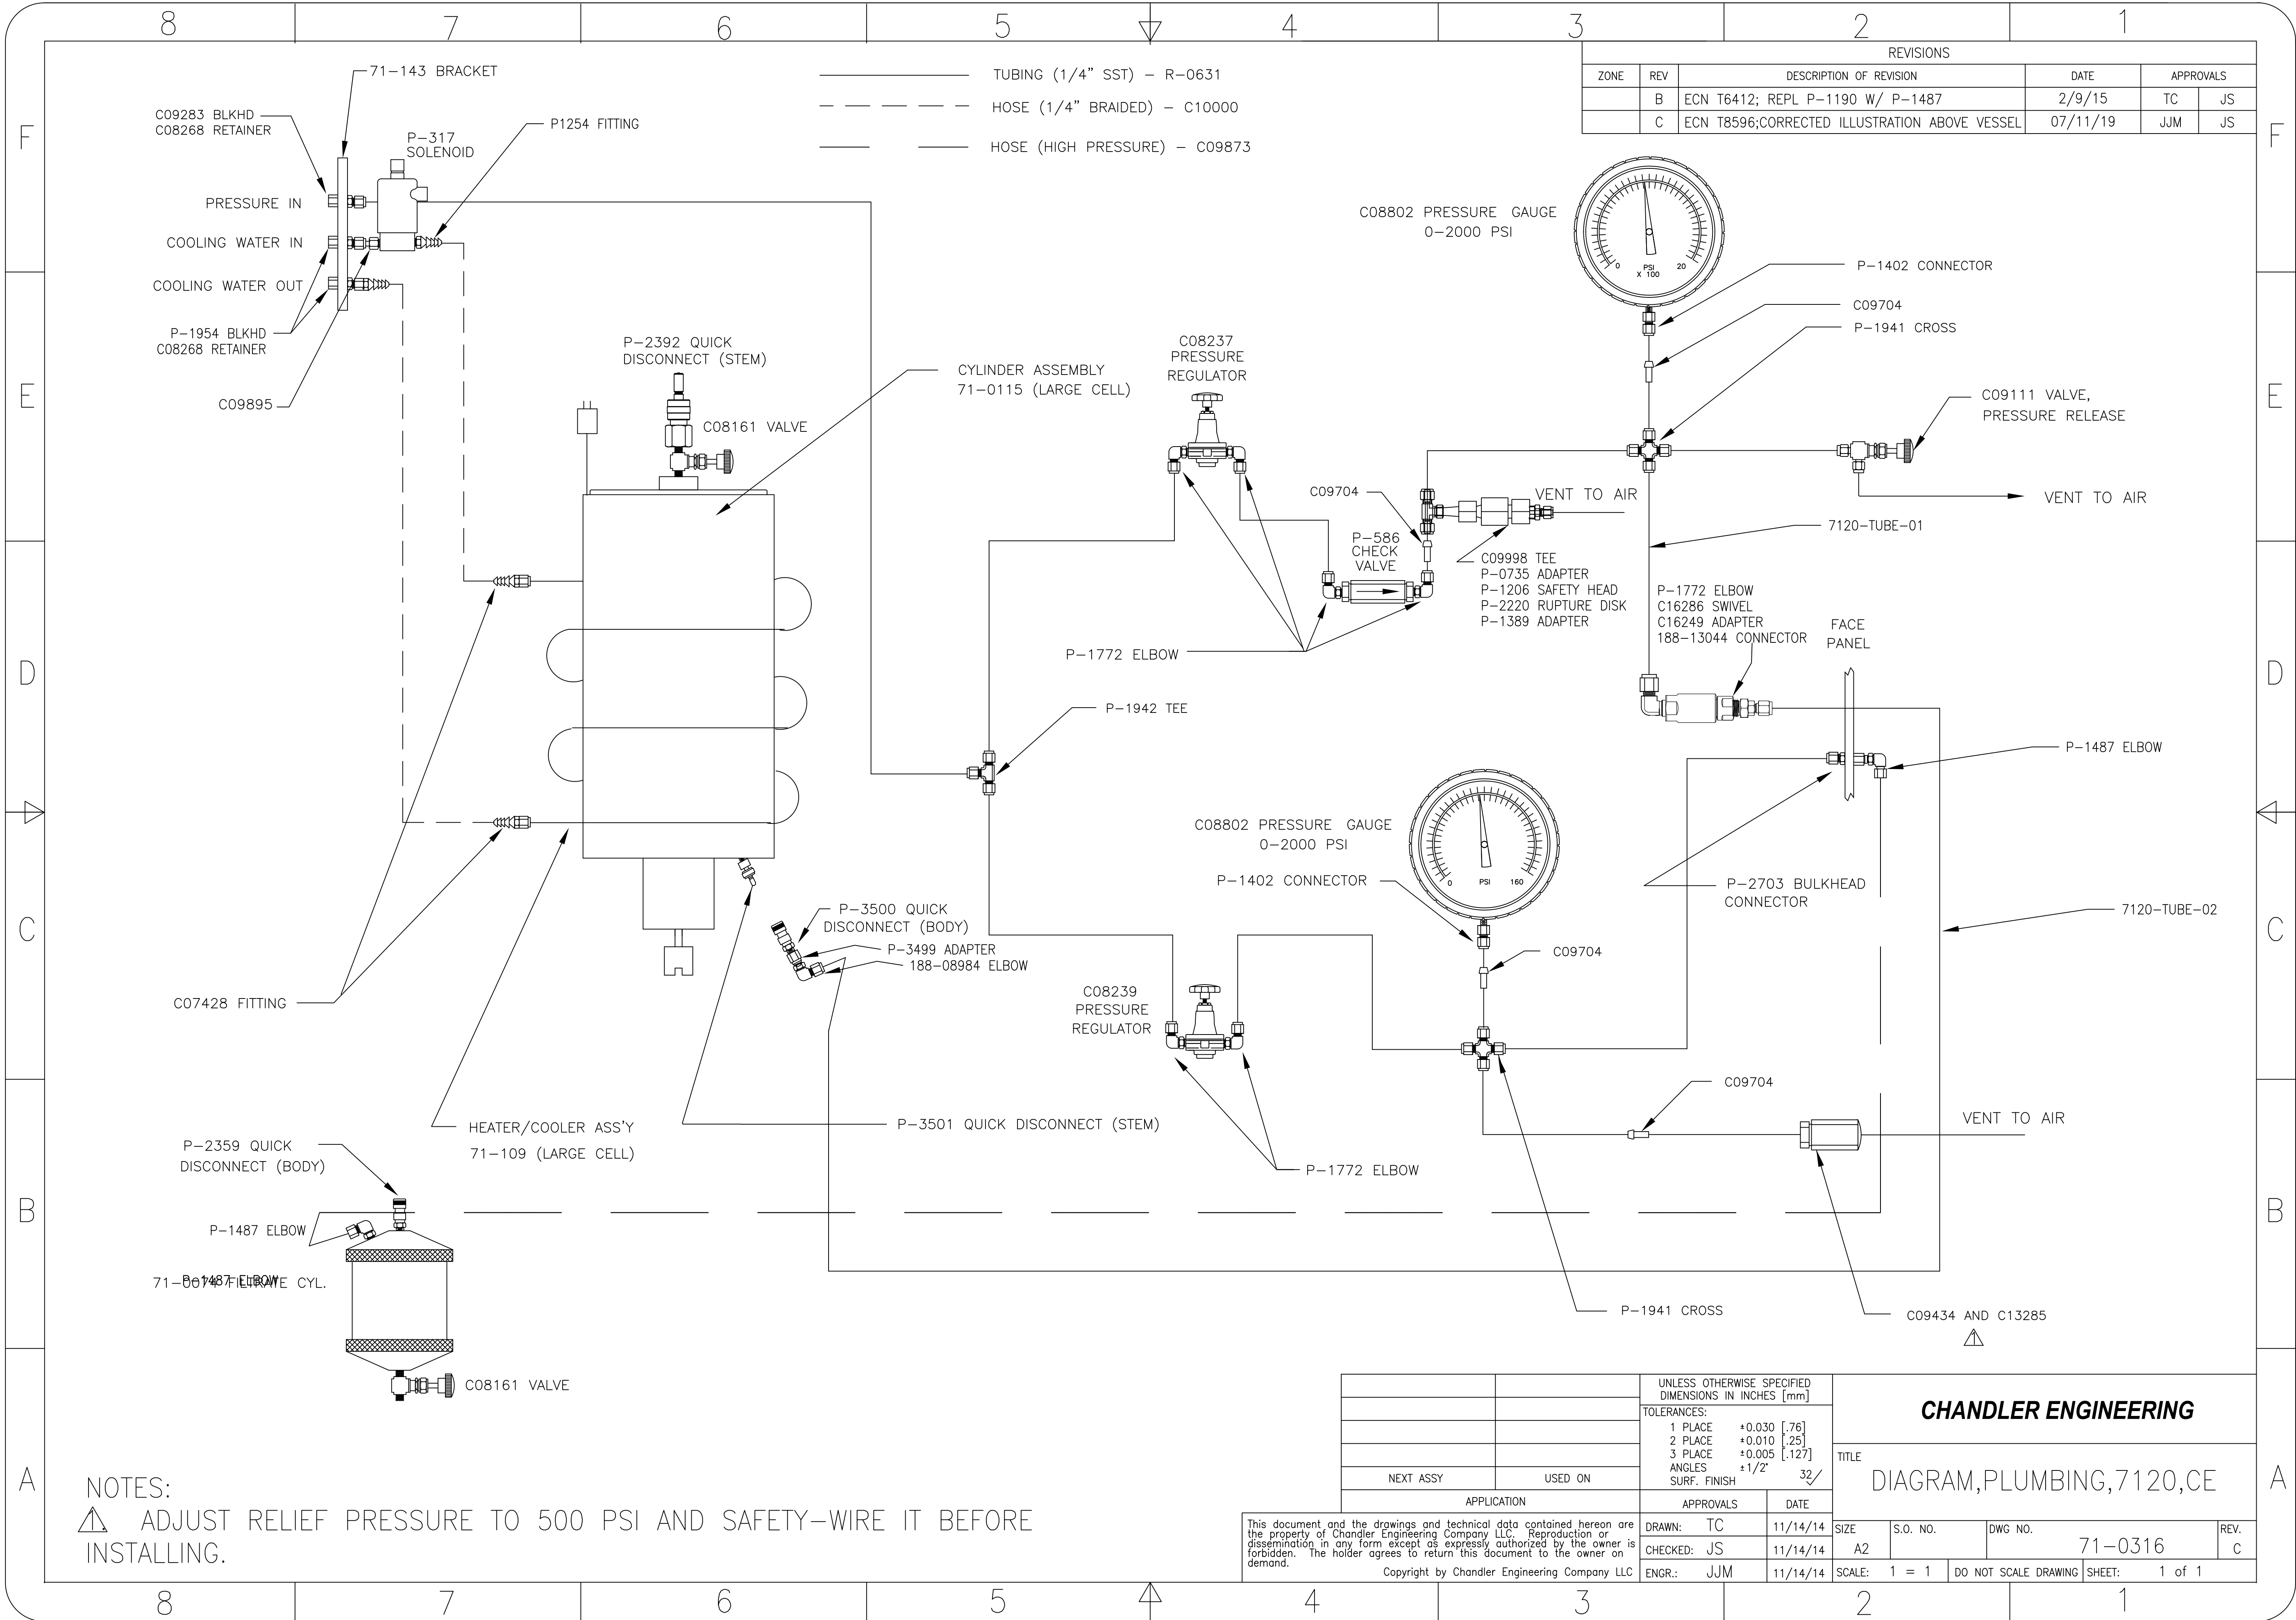 8 7 6 5 4 3 2 1
F
E
D
C
B
A
F
E
D
C
B
A
REVISIONS
ZONE REV DESCRIPTION OF REVISION DATE APPROVALS
B ECN T6412; REPL P-1190 W/ P-1487 2/9/15 TC JS
C ECN T8596;CORRECTED ILLUSTRATION ABOVE VESSEL 07/11/19 JJM JS
TUBING (1/4" SST) - R-0631
HOSE (1/4" BRAIDED) - C10000
HOSE (HIGH PRESSURE) - C09873
71-143 BRACKET
C09283 BLKHD
C08268 RETAINER
P-317
SOLENOID
P1254 FITTING
PRESSURE IN
COOLING WATER IN
COOLING WATER OUT
P-1954 BLKHD
C08268 RETAINER
C09895
P-2392 QUICK
DISCONNECT (STEM)
C08161 VALVE
CYLINDER ASSEMBLY
71-0115 (LARGE CELL)
C08237
PRESSURE
REGULATOR
C08802 PRESSURE GAUGE
0-2000 PSI
0 PSI 20
X 100
P-1402 CONNECTOR
C09704
P-1941 CROSS
C09111 VALVE,
PRESSURE RELEASE
VENT TO AIR
C09704
VENT TO AIR
P-586
CHECK
VALVE
C09998 TEE
P-0735 ADAPTER
P-1206 SAFETY HEAD
P-2220 RUPTURE DISK
P-1389 ADAPTER
7120-TUBE-01
P-1772 ELBOW
C16286 SWIVEL
C16249 ADAPTER
188-13044 CONNECTOR
FACE
PANEL
P-1772 ELBOW
P-1942 TEE
P-1487 ELBOW
C08802 PRESSURE GAUGE
0-2000 PSI
0 PSI 160
P-1402 CONNECTOR
P-2703 BULKHEAD
CONNECTOR
7120-TUBE-02
P-3500 QUICK
DISCONNECT (BODY)
P-3499 ADAPTER
188-08984 ELBOW
C09704
C07428 FITTING
C08239
PRESSURE
REGULATOR
C09704
HEATER/COOLER ASS'Y
71-109 (LARGE CELL)
P-3501 QUICK DISCONNECT (STEM)
VENT TO AIR
P-2359 QUICK
DISCONNECT (BODY)
P-1772 ELBOW
P-1487 ELBOW
71-0074 FILTRATE CYL.
P-1487 ELBOW
P-1941 CROSS
C09434 AND C13285
1
C08161 VALVE
NOTES:
1. ADJUST RELIEF PRESSURE TO 500 PSI AND SAFETY-WIRE IT BEFORE
INSTALLING.
NEXT ASSY USED ON
APPLICATION
UNLESS OTHERWISE SPECIFIED
DIMENSIONS IN INCHES [mm]
TOLERANCES:
1 PLACE ±0.030 [.76]
2 PLACE ±0.010 [.25]
3 PLACE ±0.005 [.127]
ANGLES ±1/2°
SURF. FINISH 32
APPROVALS DATE
DRAWN: TC 11/14/14
CHECKED: JS 11/14/14
ENGR.: JJM 11/14/14
This document and the drawings and technical data contained hereon are
the property of Chandler Engineering Company LLC. Reproduction or
dissemination in any form except as expressly authorized by the owner is
forbidden. The holder agrees to return this document to the owner on
demand.
Copyright by Chandler Engineering Company LLC
CHANDLER ENGINEERING
TITLE
DIAGRAM,PLUMBING,7120,CE
SIZE S.O. NO. DWG NO. REV.
A2 71-0316 C
SCALE: 1 = 1 DO NOT SCALE DRAWING SHEET: 1 of 1
8 7 6 5 4 3 2 1